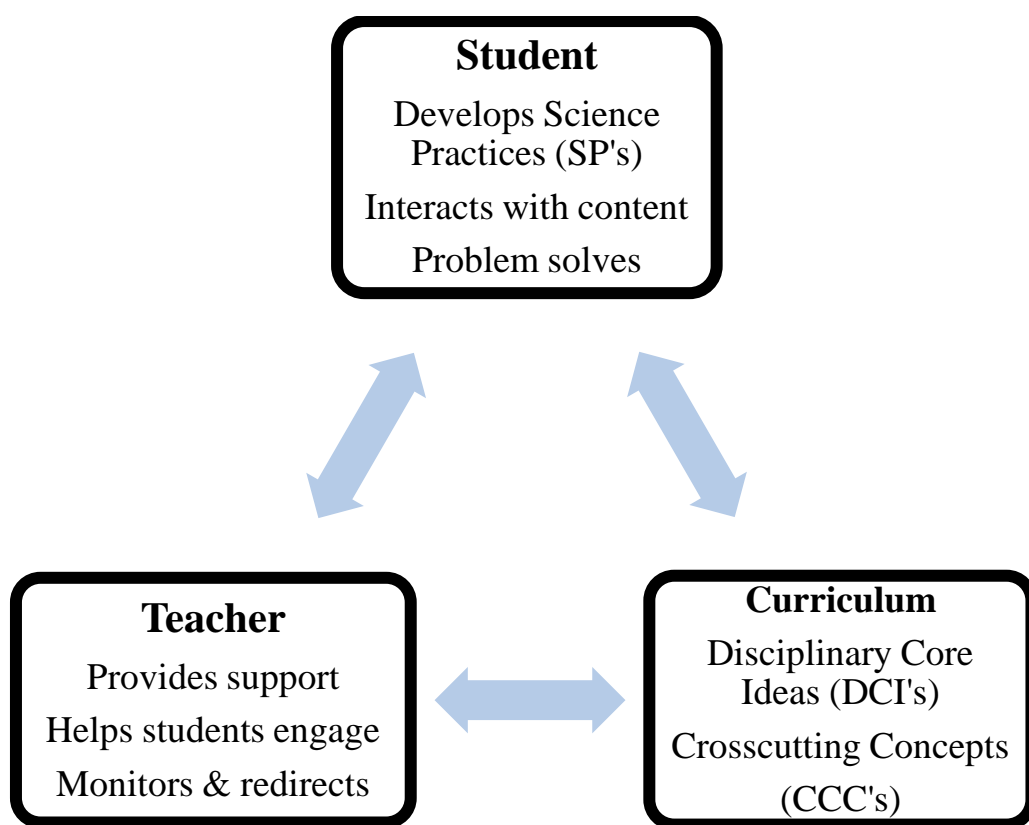 Student
Develops Science
Practices (SP's)
Interacts with content
Problem solves
Teacher
Provides support
Helps students engage
Monitors & redirects
Curriculum
Disciplinary Core
Ideas (DCI's)
Crosscutting Concepts
(CCC's)